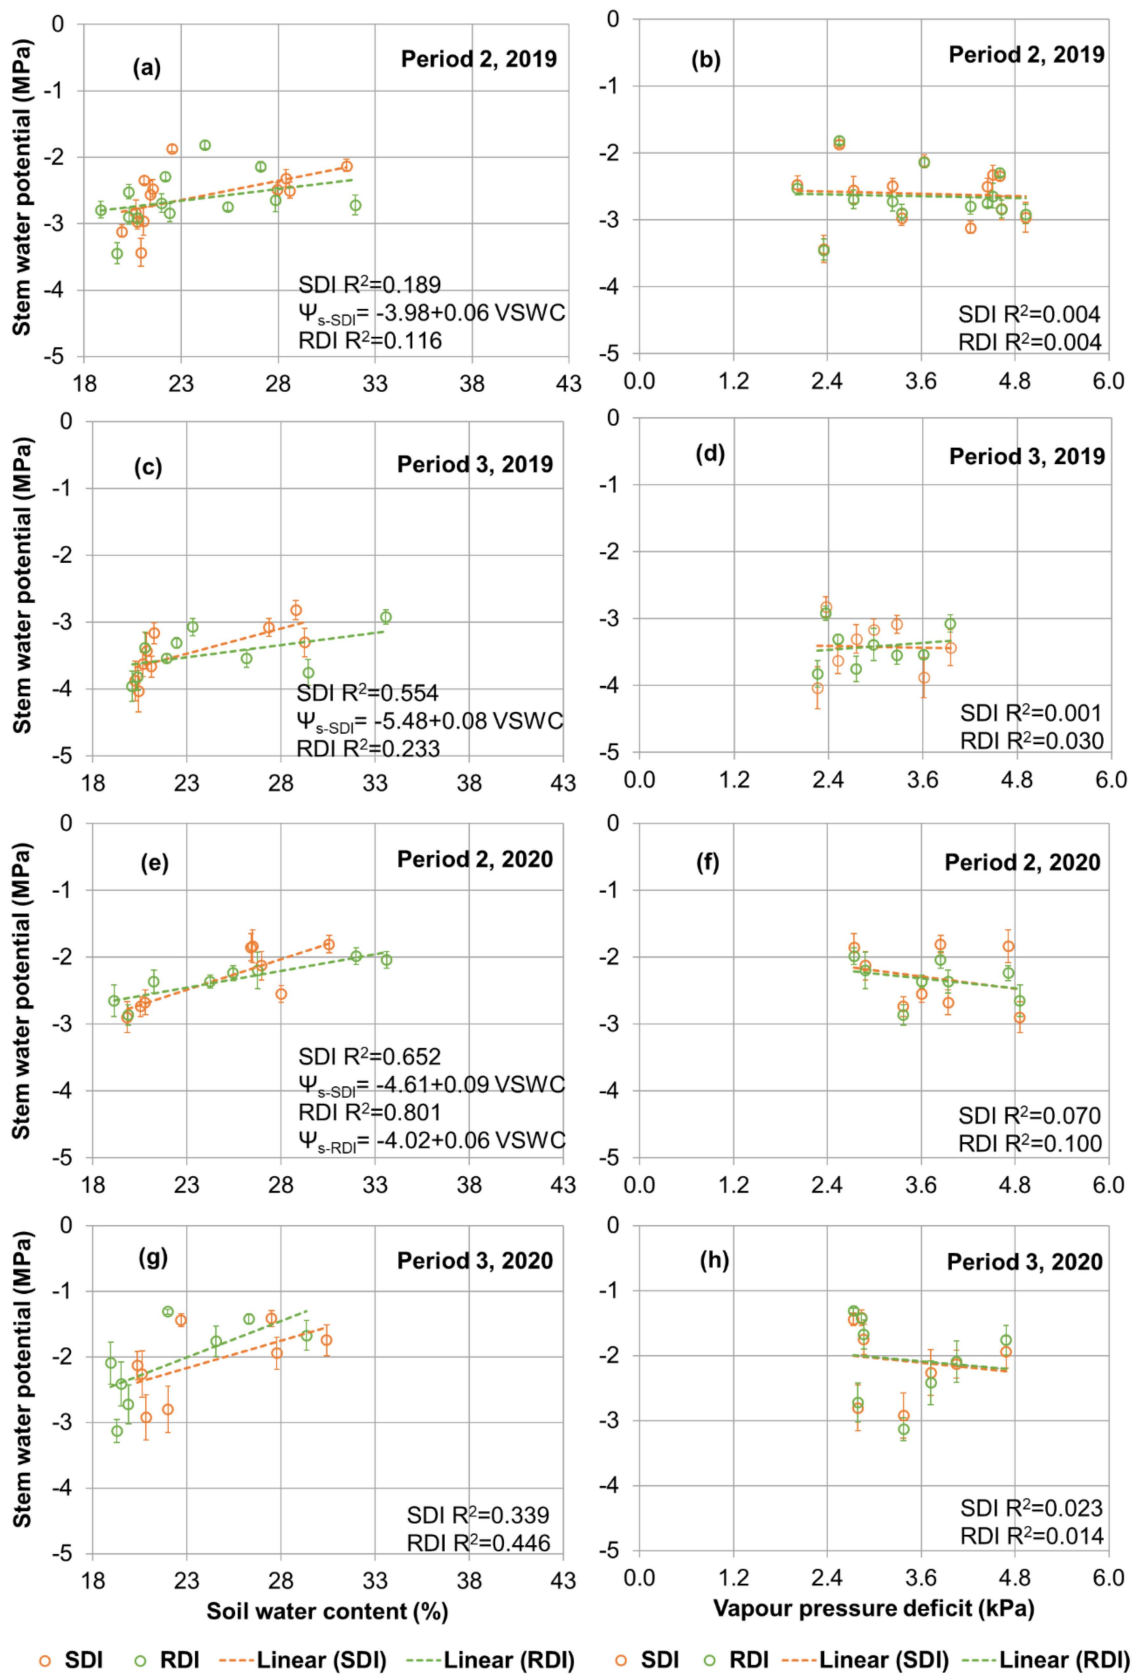 Stem water potential (MPa)
0
-1
-2
-3
-4
-5
(a)
Period 2, 2019
SDI R²=0.189
Ψs-SDI= -3.98+0.06 VSWC
RDI R²=0.116
18 23 28 33 38 43
0
-1
-2
-3
-4
-5
(b)
Period 2, 2019
SDI R²=0.004
RDI R²=0.004
0.0 1.2 2.4 3.6 4.8 6.0
Stem water potential (MPa)
0
-1
-2
-3
-4
-5
(c)
Period 3, 2019
SDI R²=0.554
Ψs-SDI= -5.48+0.08 VSWC
RDI R²=0.233
18 23 28 33 38 43
0
-1
-2
-3
-4
-5
(d)
Period 3, 2019
SDI R²=0.001
RDI R²=0.030
0.0 1.2 2.4 3.6 4.8 6.0
Stem water potential (MPa)
0
-1
-2
-3
-4
-5
(e)
Period 2, 2020
SDI R²=0.652
Ψs-SDI= -4.61+0.09 VSWC
RDI R²=0.801
Ψs-RDI= -4.02+0.06 VSWC
18 23 28 33 38 43
0
-1
-2
-3
-4
-5
(f)
Period 2, 2020
SDI R²=0.070
RDI R²=0.100
0.0 1.2 2.4 3.6 4.8 6.0
Stem water potential (MPa)
0
-1
-2
-3
-4
-5
(g)
Period 3, 2020
SDI R²=0.339
RDI R²=0.446
18 23 28 33 38 43
Soil water content (%)
0
-1
-2
-3
-4
-5
(h)
Period 3, 2020
SDI R²=0.023
RDI R²=0.014
0.0 1.2 2.4 3.6 4.8 6.0
Vapour pressure deficit (kPa)
SDI RDI Linear (SDI) Linear (RDI) SDI RDI Linear (SDI) Linear (RDI)